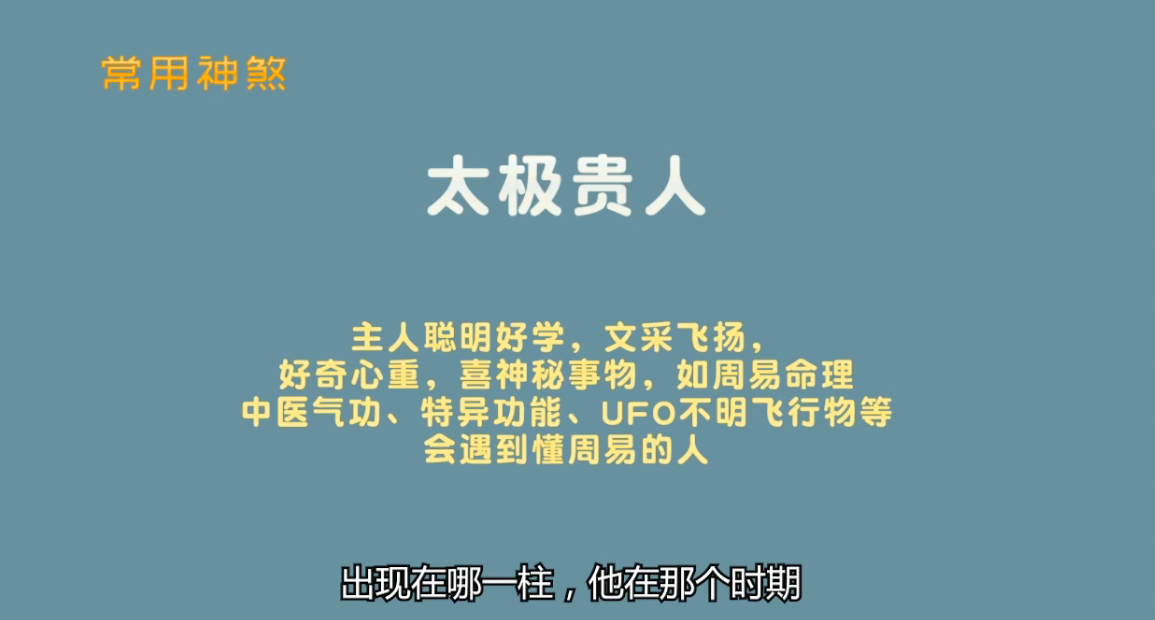 常用神煞
太极贵人
主人聪明好学，文采飞扬，
好奇心重，喜神秘事物，如周易命理
中医气功、特异功能、UFO不明飞行物等
会遇到懂周易的人
出现在哪一柱，他在那个时期